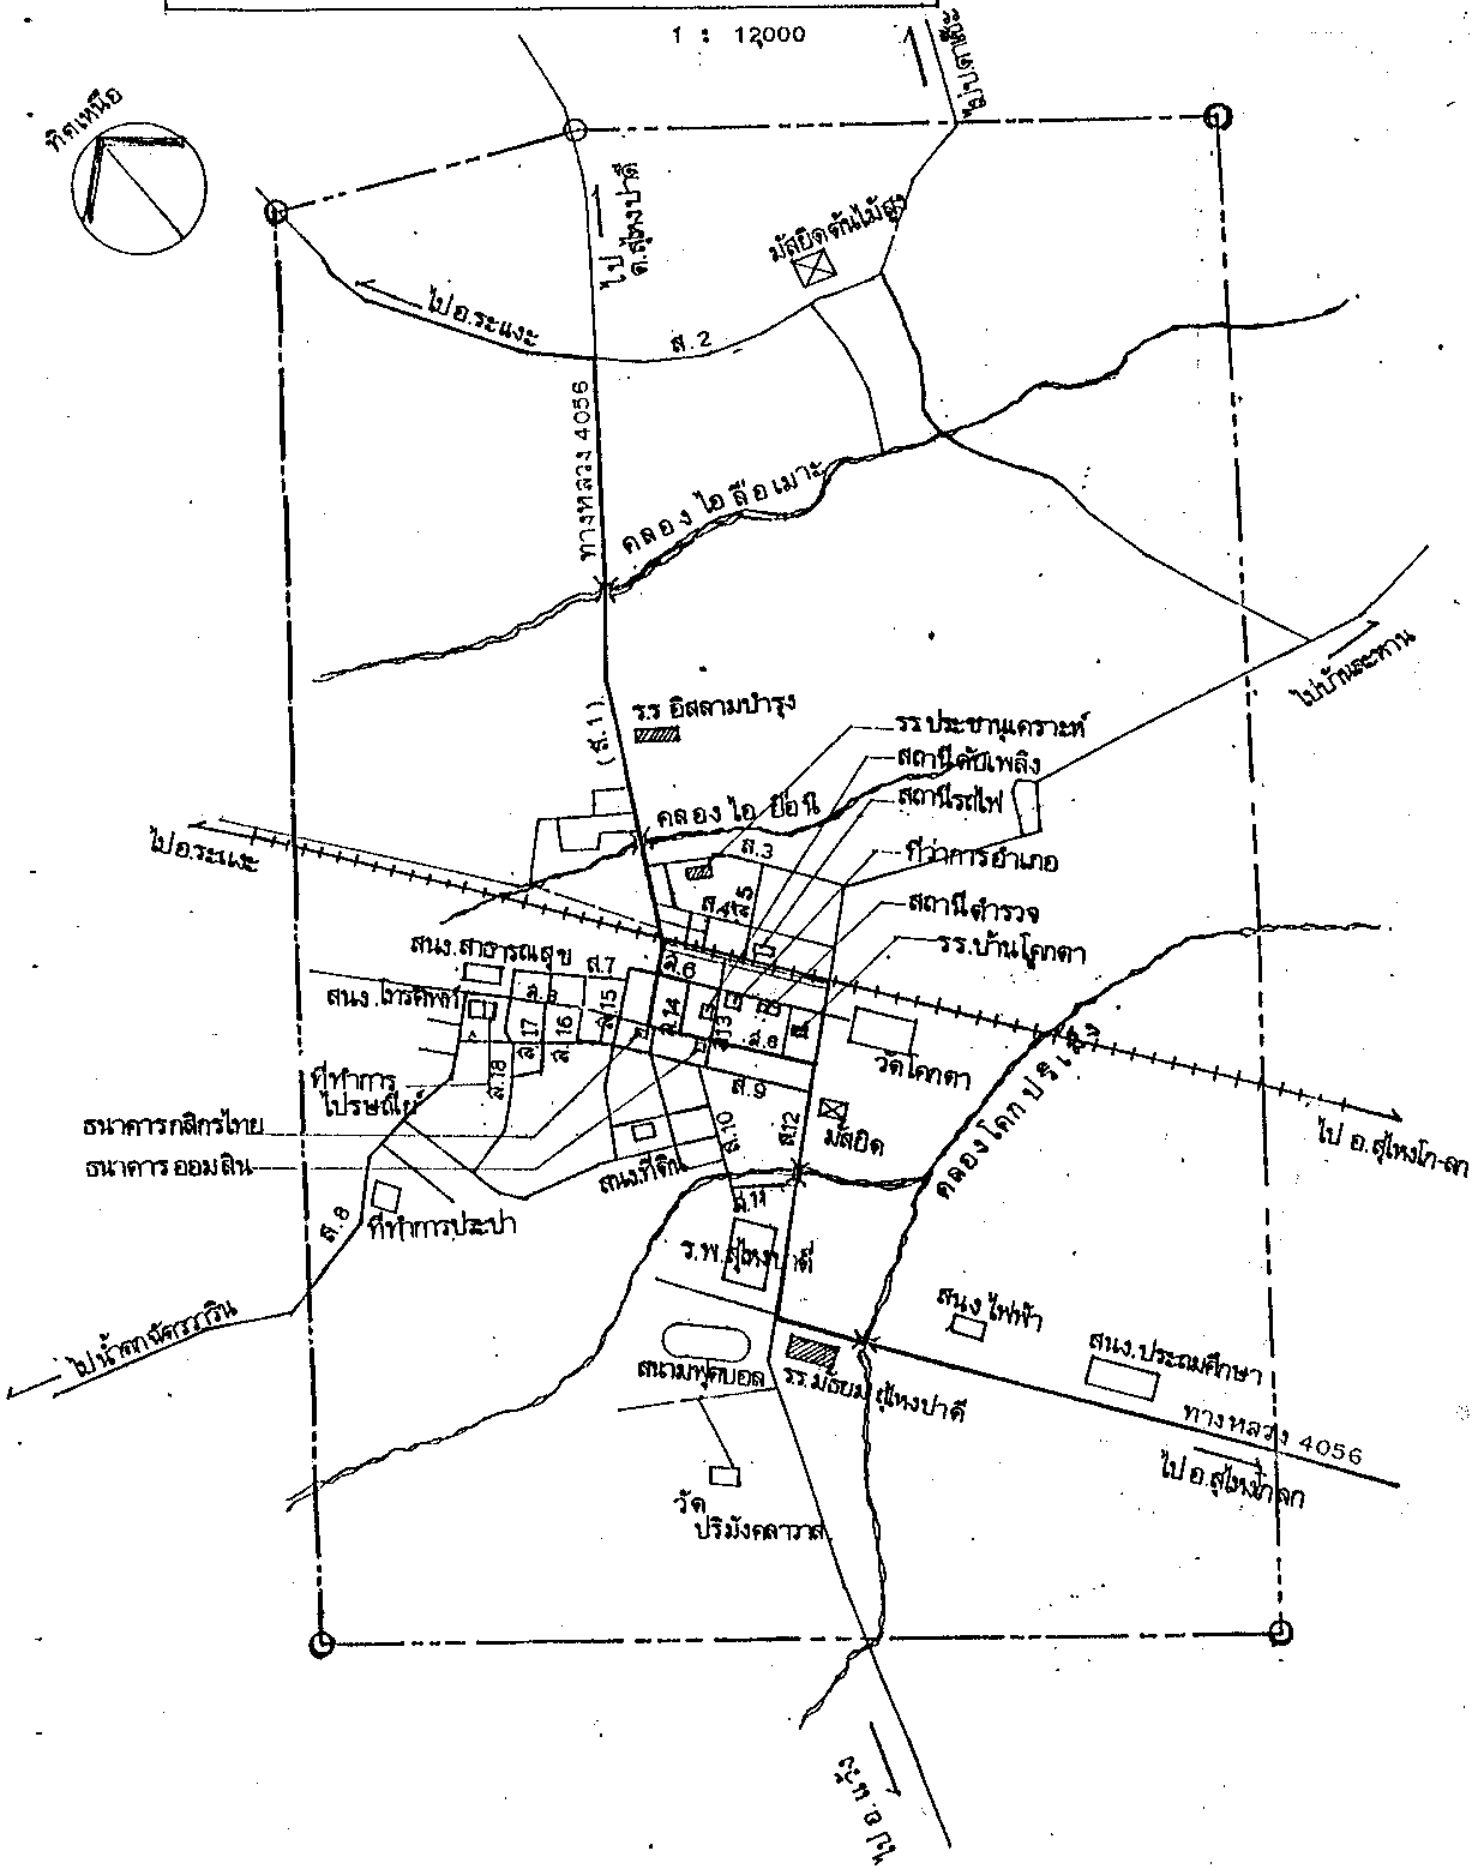 1 : 12,000
ทิศเหนือ
ไป
ต.สุไหงปาดี
มัสยิดต้นไม้สูง
ไป อ.ระแงะ
ส.2
ทางหลวง 4056
คลอง ไอ ลือ เมาะ
ไปบ้านละหาน
(ส.1)
ร.ร อิสลามบำรุง
รร ประชานุเคราะห์
สถานีดับเพลิง
สถานีรถไฟ
คลอง ไอ ย๊อนิ
ไป อ.ระแงะ
ส.3
ที่ว่าการอำเภอ
ส.4
ส.5
สถานีตำรวจ
รร.บ้านโคกตา
สนง.สาธารณสุข
ส.7
ส.6
สนง.โทรศัพท์
ส.8
ส.15
ส.14
ส.13
ส.8
ส.17
ส.16
วัดโคกตา
ส.18
ที่ทำการ
ไปรษณีย์
ส.9
ธนาคารกสิกรไทย
ส.10
ส.12
มัสยิด
คลองโคก ปริเส็ง
ไป อ.สุไหงโก-ลก
ธนาคาร ออมสิน
สนง.ที่ดิน
ส.11
ส.8
ที่ทำการประปา
ร.พ.สุไหงปาดี
สนง ไฟฟ้า
ไปน้ำตกฉัตรวาริน
สนง.ประถมศึกษา
สนามฟุตบอล
รร.มัธยม สุไหงปาดี
ทางหลวง 4056
ไป อ.สุไหงโกลก
วัด
ปริมังคลาวาส
ไป อ.แว้ง